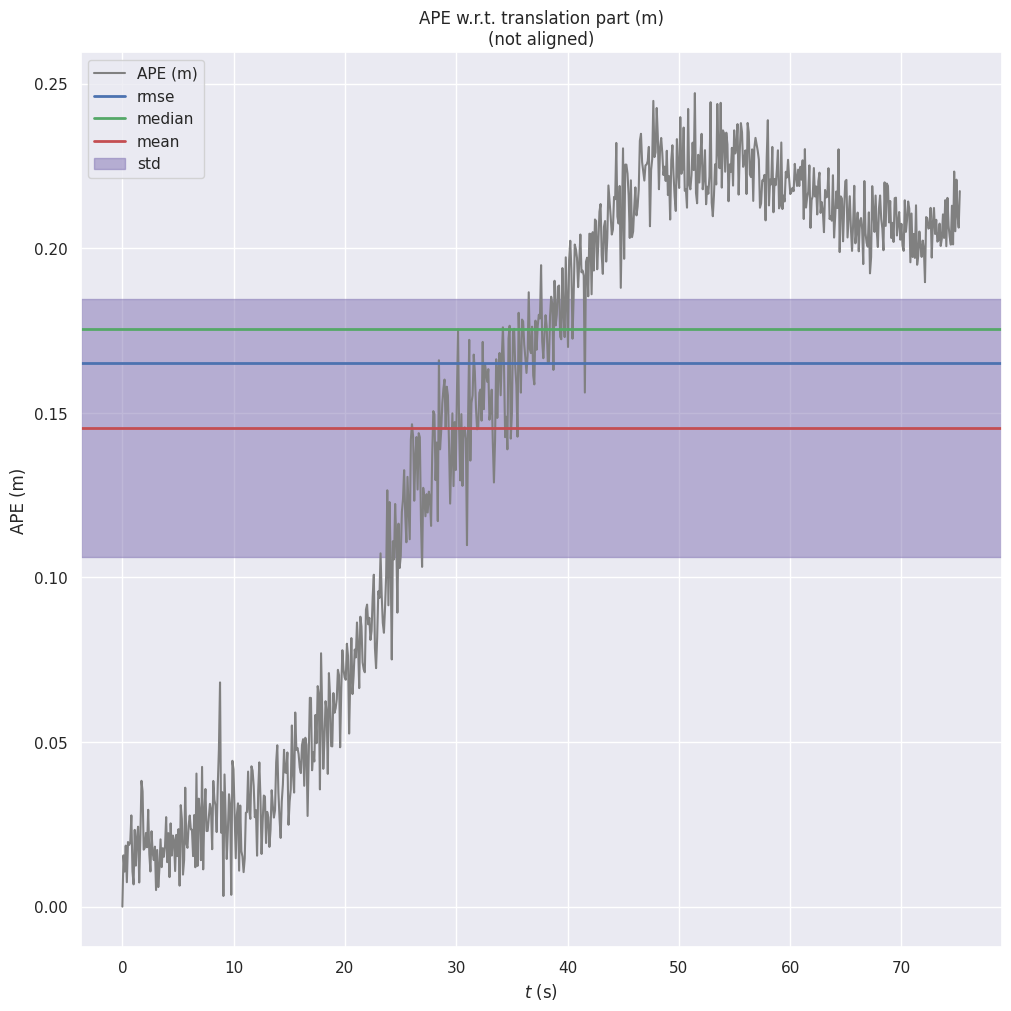 APE w.r.t. translation part (m)
(not aligned)
APE (m)
rmse
median
mean
std
0.25
0.20
0.15
0.10
0.05
0.00
APE (m)
0 10 20 30 40 50 60 70
t (s)